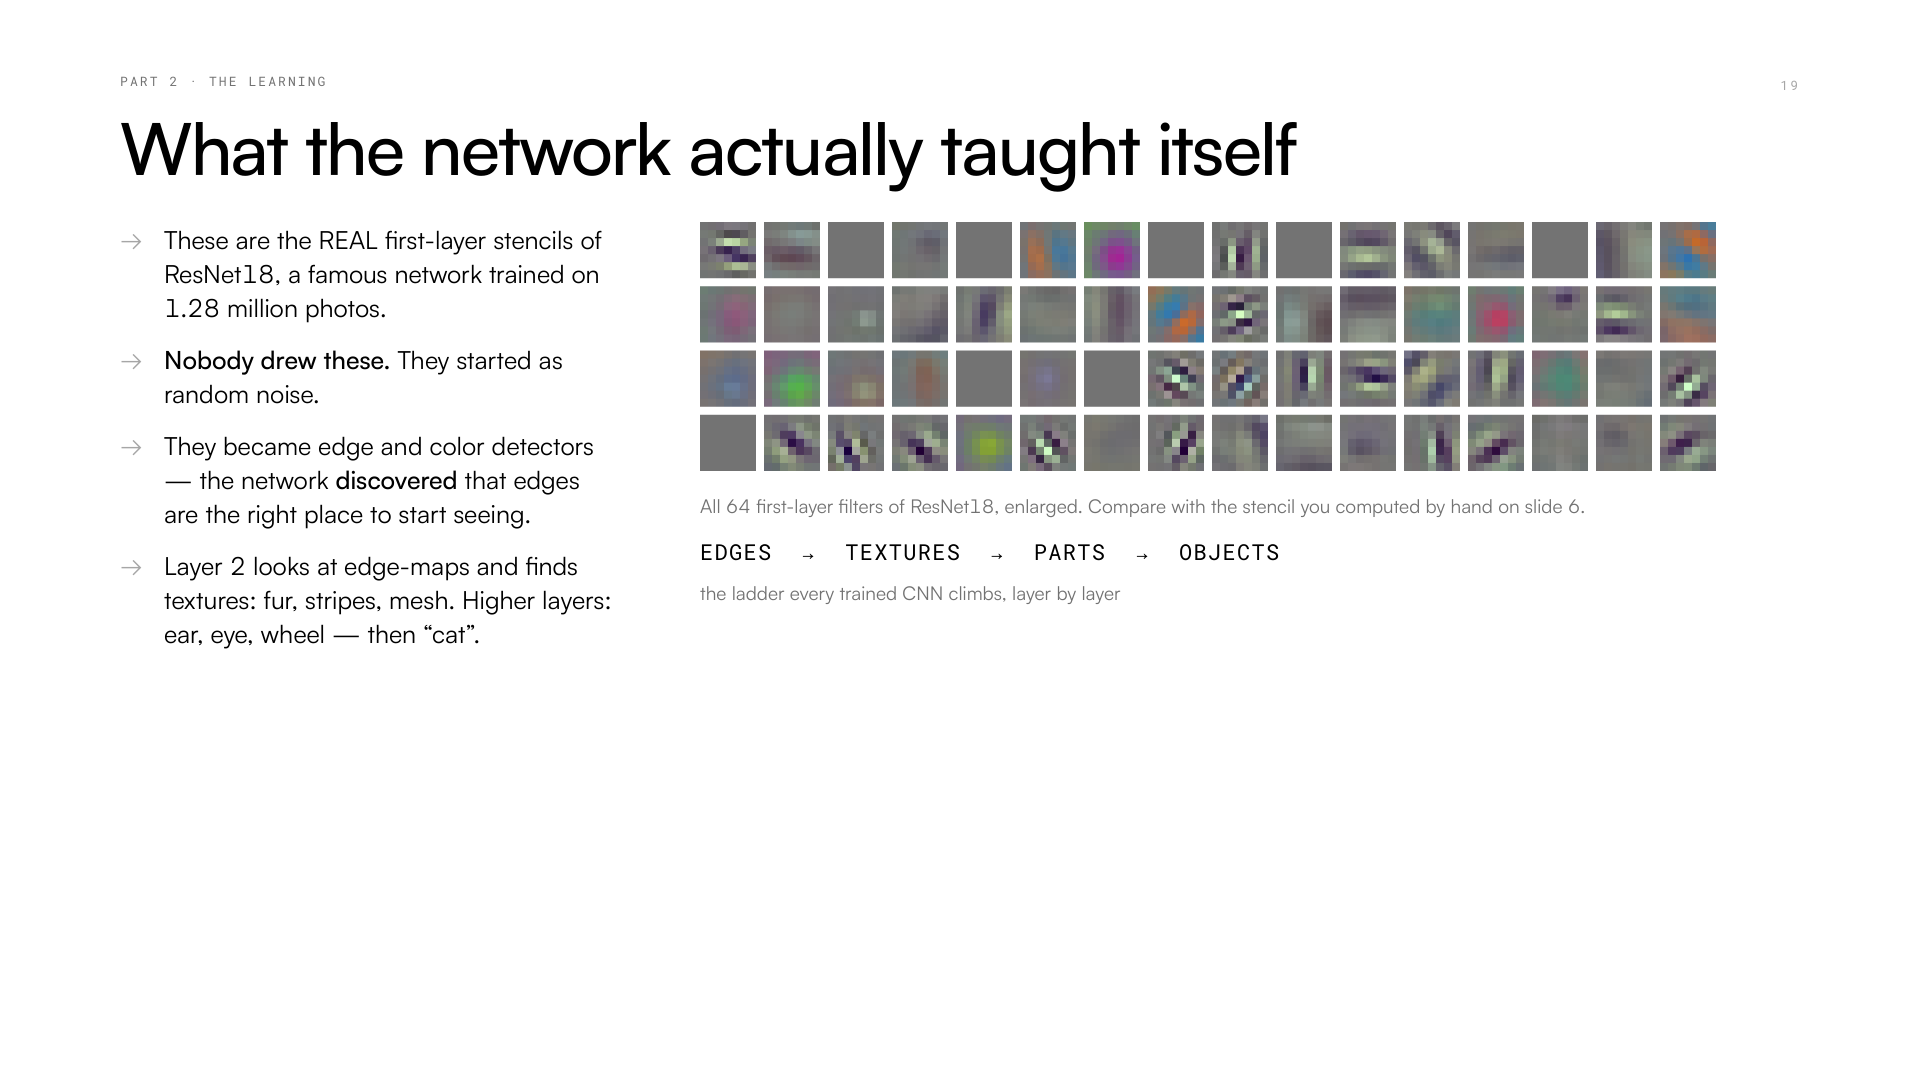 PART 2 · THE LEARNING
19
What the network actually taught itself
→ These are the REAL first-layer stencils of
ResNet18, a famous network trained on
1.28 million photos.
→ Nobody drew these. They started as
random noise.
→ They became edge and color detectors
— the network discovered that edges
are the right place to start seeing.
→ Layer 2 looks at edge-maps and finds
textures: fur, stripes, mesh. Higher layers:
ear, eye, wheel — then “cat”.
All 64 first-layer filters of ResNet18, enlarged. Compare with the stencil you computed by hand on slide 6.
EDGES → TEXTURES → PARTS → OBJECTS
the ladder every trained CNN climbs, layer by layer